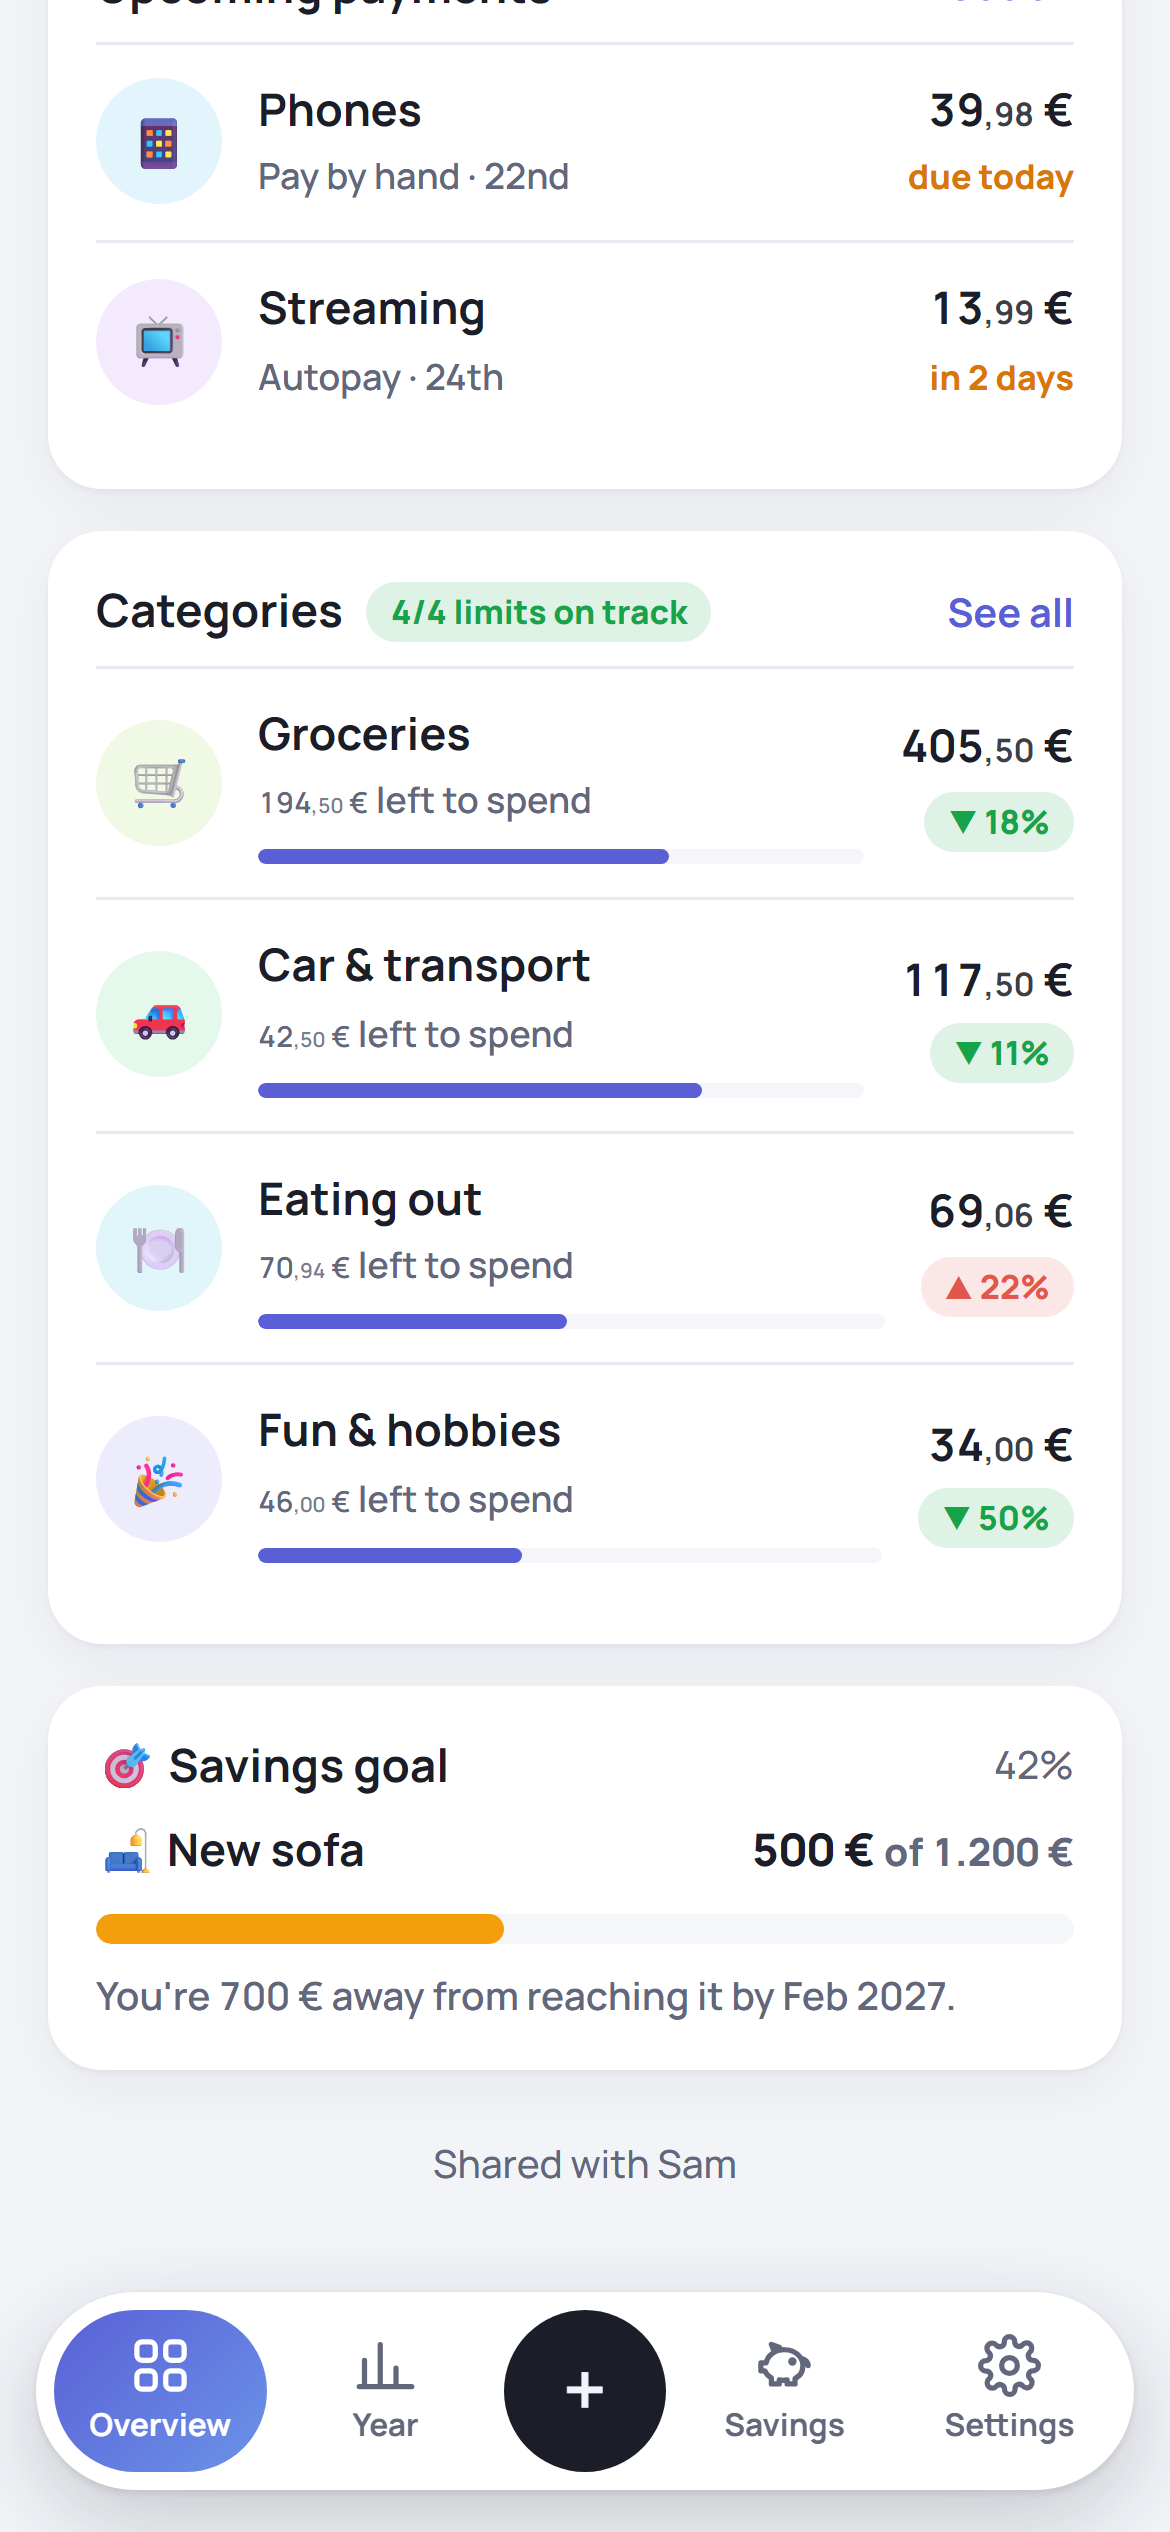 Upcoming payments
Phones
39,98 €
Pay by hand · 22nd
due today
Streaming
13,99 €
Autopay · 24th
in 2 days
Categories
4/4 limits on track
See all
Groceries
405,50 €
194,50 € left to spend
▼ 18%
Car & transport
117,50 €
42,50 € left to spend
▼ 11%
Eating out
69,06 €
70,94 € left to spend
▲ 22%
Fun & hobbies
34,00 €
46,00 € left to spend
▼ 50%
Savings goal
42%
New sofa
500 € of 1.200 €
You're 700 € away from reaching it by Feb 2027.
Shared with Sam
Overview
Year
+
Savings
Settings